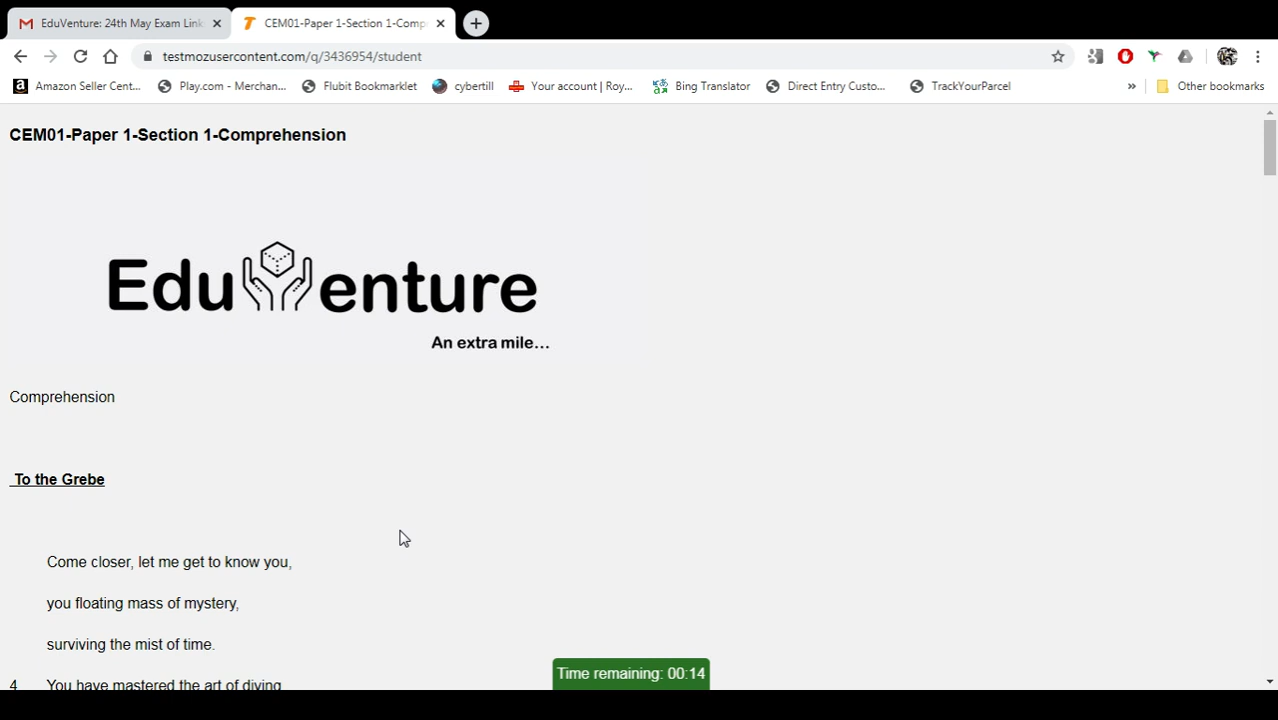 EduVenture: 24th May Exam Link
CEM01-Paper 1-Section 1-Comp
testmozusercontent.com/q/3436954/student
Amazon Seller Cent...
Play.com - Merchan...
Flubit Bookmarklet
cybertill
Your account | Roy...
Bing Translator
Direct Entry Custo...
TrackYourParcel
»
Other bookmarks
CEM01-Paper 1-Section 1-Comprehension
Edu enture
An extra mile...
Comprehension
To the Grebe
Come closer, let me get to know you,
you floating mass of mystery,
surviving the mist of time.
4 You have mastered the art of diving
Time remaining: 00:14